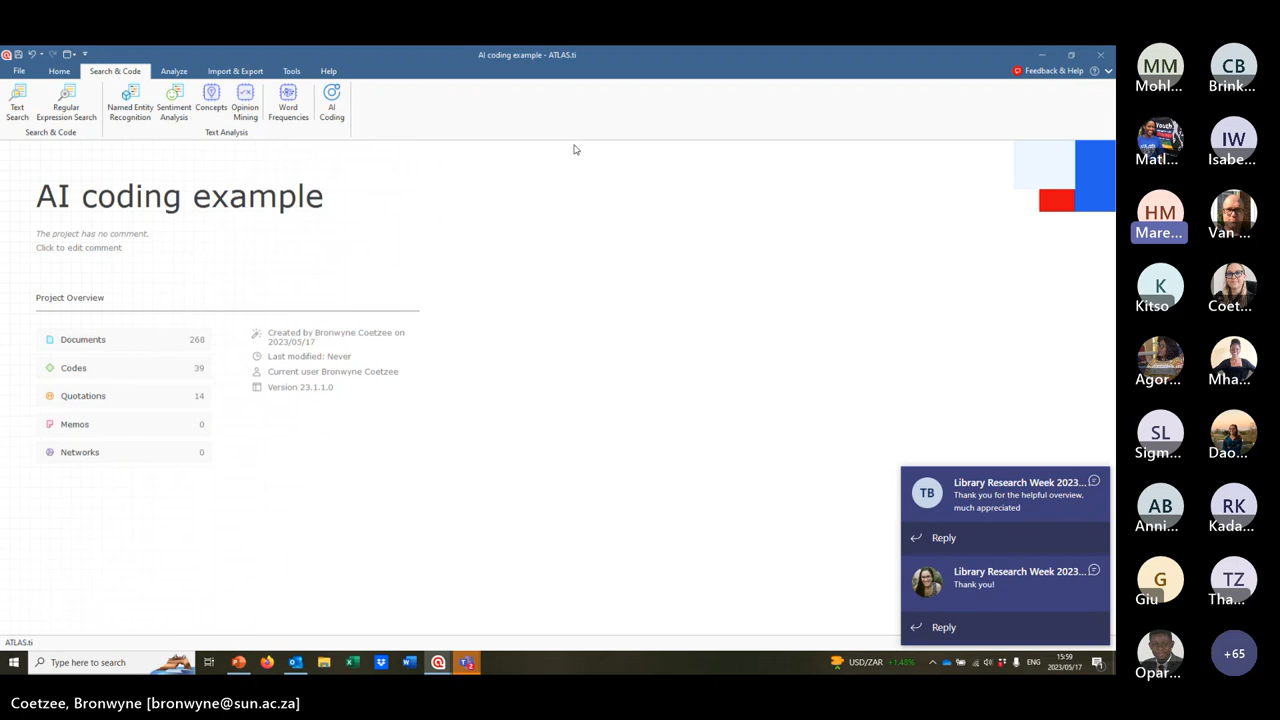 AI coding example - ATLAS.ti
File Home Search & Code Analyze Import & Export Tools Help
Feedback & Help
Text Search
Regular Expression Search
Named Entity Recognition
Sentiment Analysis
Concepts
Opinion Mining
Word Frequencies
AI Coding
Search & Code
Text Analysis
AI coding example
The project has no comment.
Click to edit comment
Project Overview
Documents 268
Codes 39
Quotations 14
Memos 0
Networks 0
Created by Bronwyne Coetzee on
2023/05/17
Last modified: Never
Current user Bronwyne Coetzee
Version 23.1.1.0
TB
Library Research Week 2023...
Thank you for the helpful overview,
much appreciated
Reply
Library Research Week 2023...
Thank you!
Reply
ATLAS.ti
Type here to search
USD/ZAR +1,48%
ENG
15:59
2023/05/17
1
Coetzee, Bronwyne [bronwyne@sun.ac.za]
MM
Mohl...
CB
Brink...
Matl...
IW
Isabe...
HM
Mare...
Van ...
K
Kitso
Coet...
Agor...
Mha...
SL
Sigm...
Dao...
AB
Anni...
RK
Kada...
G
Giu
TZ
Tha...
Opar...
+65